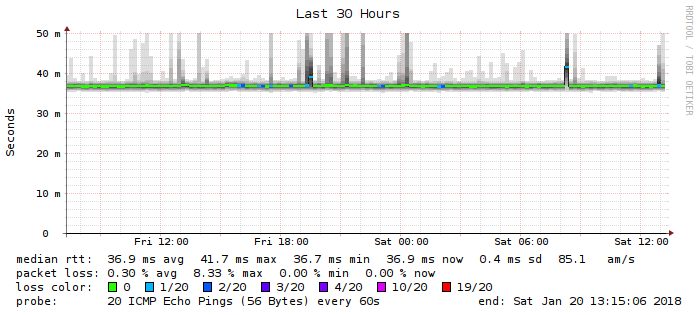 Last 30 Hours
RRDTOOL / TOBI OETIKER
Seconds
50 m
40 m
30 m
20 m
10 m
0
Fri 12:00 Fri 18:00 Sat 00:00 Sat 06:00 Sat 12:00
median rtt: 36.9 ms avg 41.7 ms max 36.7 ms min 36.9 ms now 0.4 ms sd 85.1 am/s
packet loss: 0.30 % avg 8.33 % max 0.00 % min 0.00 % now
loss color: 0 1/20 2/20 3/20 4/20 10/20 19/20
probe: 20 ICMP Echo Pings (56 Bytes) every 60s end: Sat Jan 20 13:15:06 2018